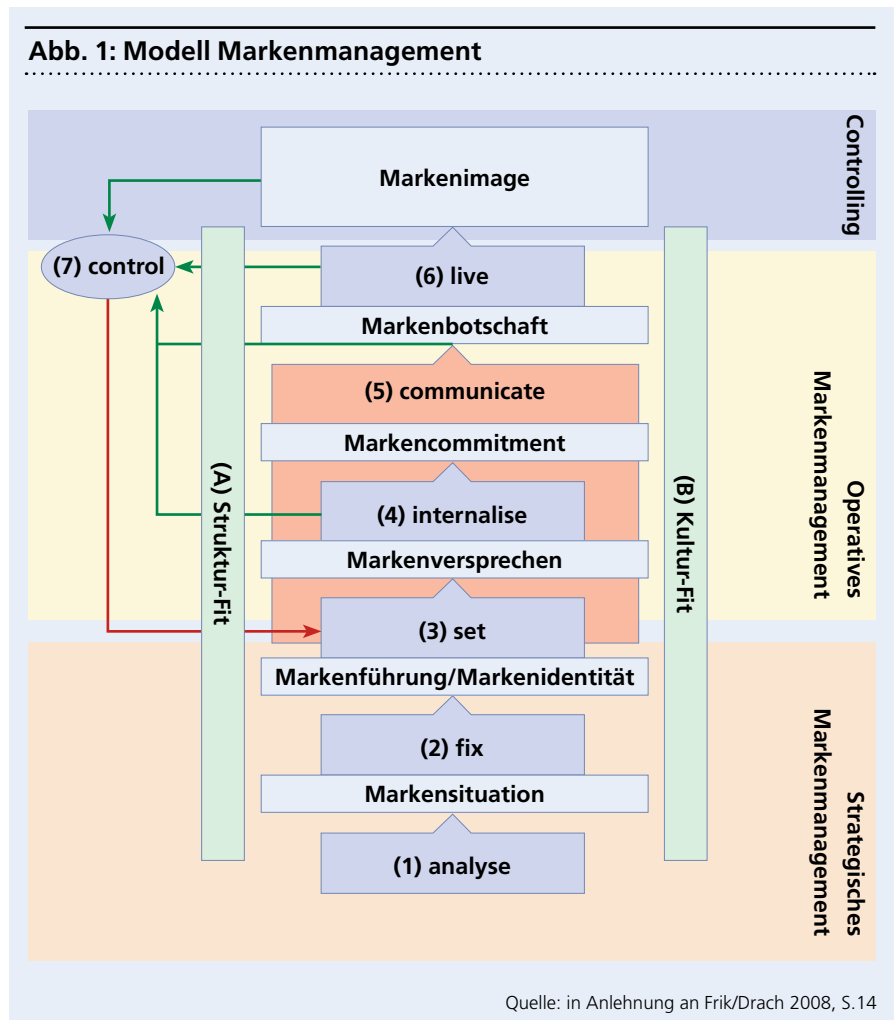 Abb. 1: Modell Markenmanagement
Controlling
Markenimage
(7) control
(6) live
Markenbotschaft
(5) communicate
Markencommitment
(A) Struktur-Fit
(B) Kultur-Fit
Operatives
Markenmanagement
(4) internalise
Markenversprechen
(3) set
Markenführung/Markenidentität
(2) fix
Strategisches
Markenmanagement
Markensituation
(1) analyse
Quelle: in Anlehnung an Frik/Drach 2008, S.14